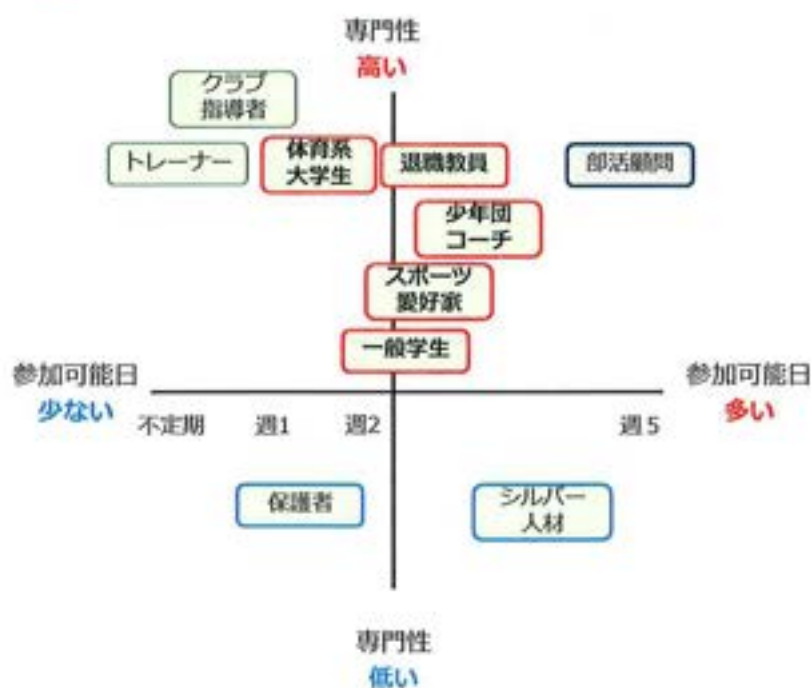 専門性
高い
クラブ
指導者
トレーナー
体育系
大学生
退職教員
部活顧問
少年団
コーチ
スポーツ
愛好家
一般学生
参加可能日
少ない
参加可能日
多い
不定期
週1
週2
週5
保護者
シルバー
人材
専門性
低い